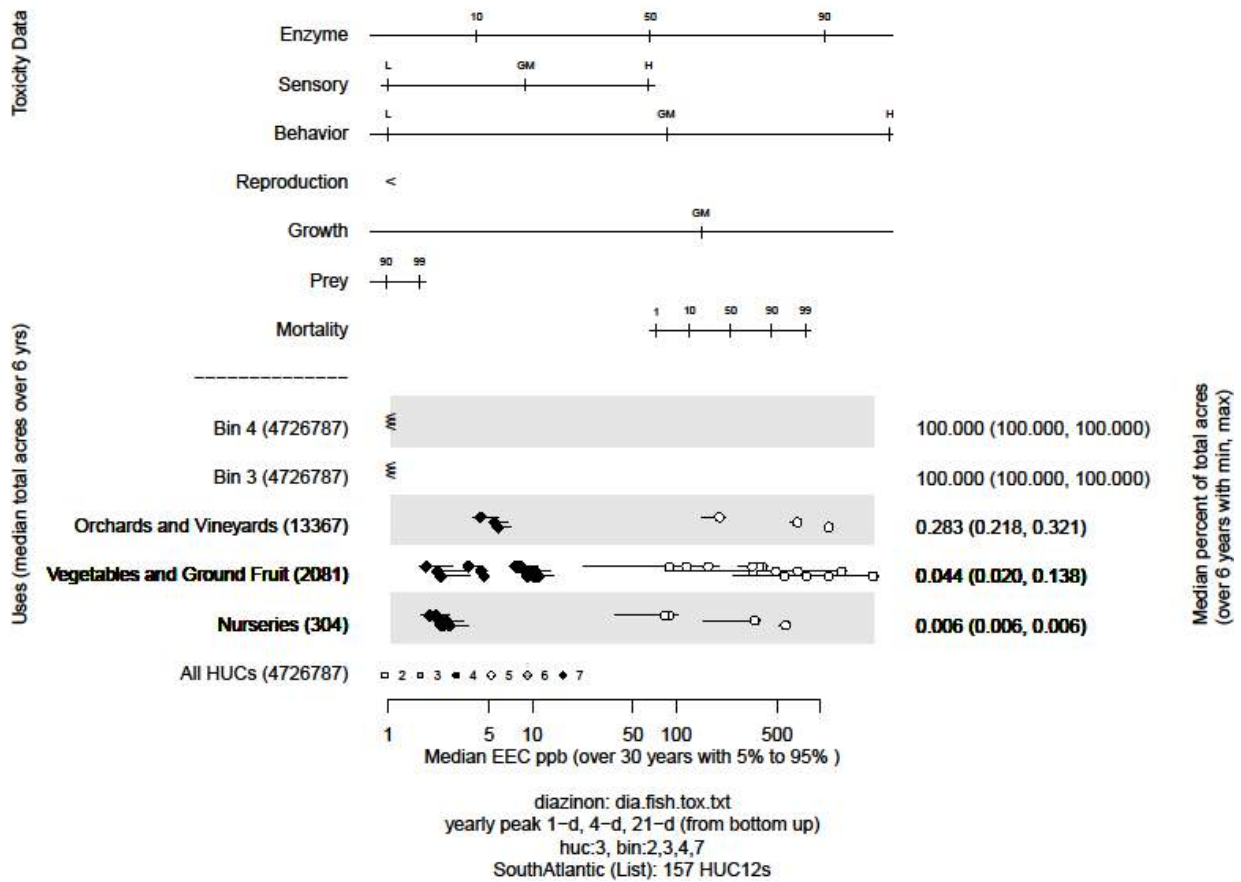 Toxicity Data
10 50 90
Enzyme
L GM H
Sensory
L GM H
Behavior
Reproduction <
GM
Growth
90 99
Prey
1 10 50 90 99
Mortality
Uses (median total acres over 6 yrs)
--------------
Bin 4 (4726787) 100.000 (100.000, 100.000)
Bin 3 (4726787) 100.000 (100.000, 100.000)
Orchards and Vineyards (13367) 0.283 (0.218, 0.321)
Vegetables and Ground Fruit (2081) 0.044 (0.020, 0.138)
Nurseries (304) 0.006 (0.006, 0.006)
All HUCs (4726787) 2 3 4 5 6 7
Median percent of total acres
(over 6 years with min, max)
1 5 10 50 100 500
Median EEC ppb (over 30 years with 5% to 95% )
diazinon: dia.fish.tox.txt
yearly peak 1−d, 4−d, 21−d (from bottom up)
huc:3, bin:2,3,4,7
SouthAtlantic (List): 157 HUC12s